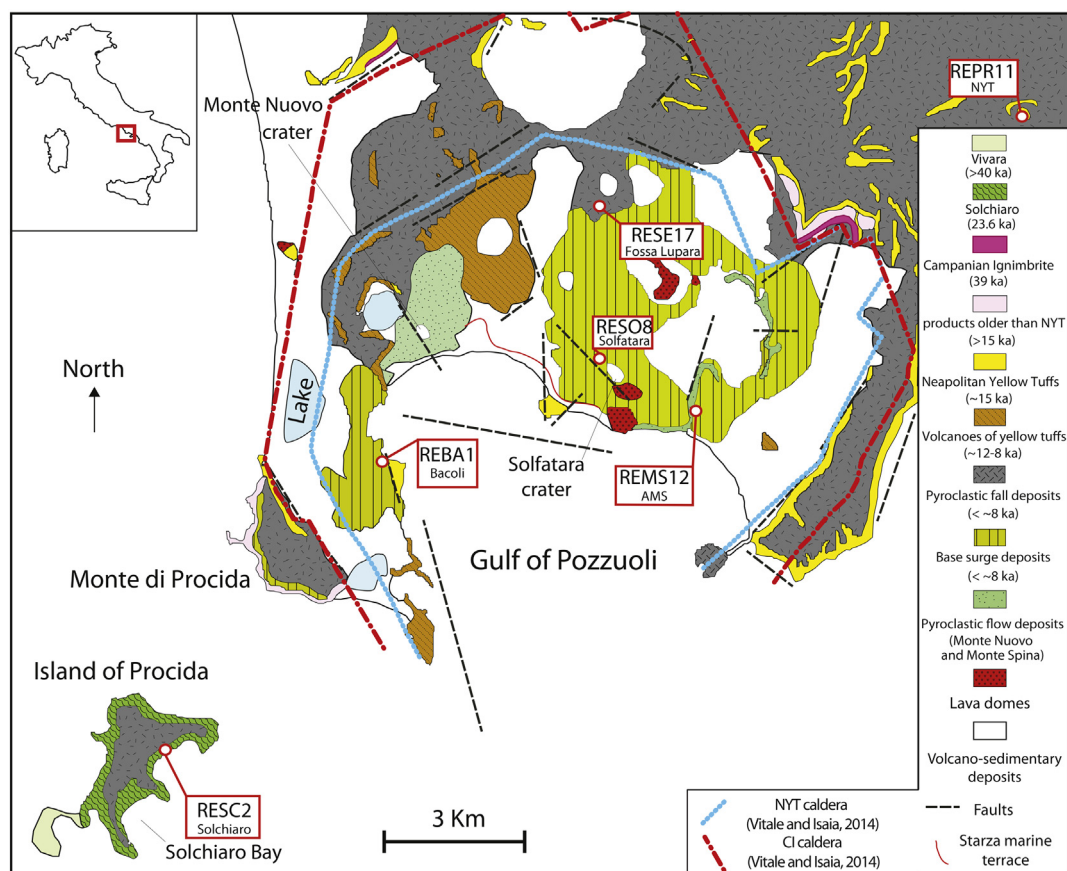 Monte Nuovo
crater
REPR11
NYT
RESE17
Fossa Lupara
RESO8
Solfatara
North
Lake
REBA1
Bacoli
Solfatara
crater
REMS12
AMS
Gulf of Pozzuoli
Monte di Procida
Island of Procida
RESC2
Solchiaro
Solchiaro Bay
3 Km
Vivara
(>40 ka)
Solchiaro
(23.6 ka)
Campanian Ignimbrite
(39 ka)
products older than NYT
(>15 ka)
Neapolitan Yellow Tuffs
(~15 ka)
Volcanoes of yellow tuffs
(~12-8 ka)
Pyroclastic fall deposits
(< ~8 ka)
Base surge deposits
(< ~8 ka)
Pyroclastic flow deposits
(Monte Nuovo
and Monte Spina)
Lava domes
Volcano-sedimentary
deposits
NYT caldera
(Vitale and Isaia, 2014)
CI caldera
(Vitale and Isaia, 2014)
Faults
Starza marine
terrace